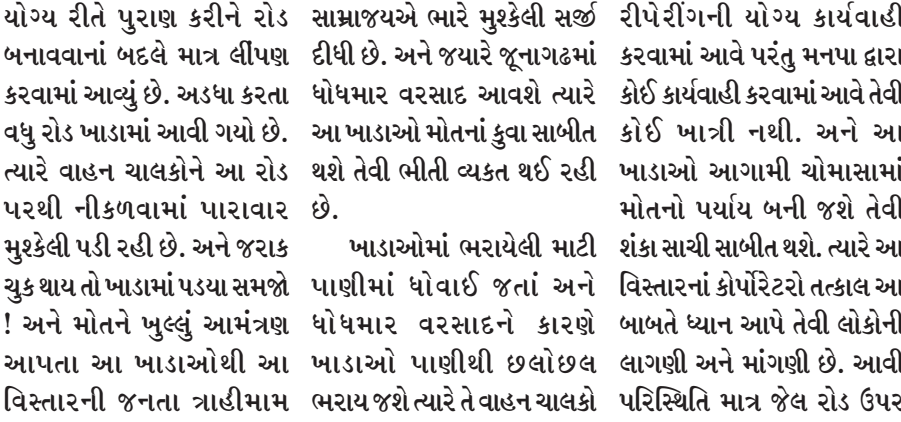 યોગ્ય રીતે પુરાણ કરીને રોડ
બનાવવાનાં બદલે માત્ર લીંપણ
કરવામાં આવ્યું છે. અડધા કરતા
વધુ રોડ ખાડામાં આવી ગયો છે.
ત્યારે વાહન ચાલકોને આ રોડ
પરથી નીકળવામાં પારાવાર
મુશ્કેલી પડી રહી છે. અને જરાક
ચુક થાય તો ખાડામાં પડયા સમજો
! અને મોતને ખુલ્લું આમંત્રણ
આપતા આ ખાડાઓથી આ
વિસ્તારની જનતા ત્રાહીમામ
સામ્રાજયએ ભારે મુશ્કેલી સર્જી
દીધી છે. અને જયારે જૂનાગઢમાં
ધોધમાર વરસાદ આવશે ત્યારે
આ ખાડાઓ મોતનાં કુવા સાબીત
થશે તેવી ભીતી વ્યકત થઈ રહી
છે.
ખાડાઓમાં ભરાયેલી માટી
પાણીમાં ધોવાઈ જતાં અને
ધોધમાર વરસાદને કારણે
ખાડાઓ પાણીથી છલોછલ
ભરાય જશે ત્યારે તે વાહન ચાલકો
રીપેરીંગની યોગ્ય કાર્યવાહી
કરવામાં આવે પરંતુ મનપા દ્વારા
કોઈ કાર્યવાહી કરવામાં આવે તેવી
કોઈ ખાત્રી નથી. અને આ
ખાડાઓ આગામી ચોમાસામાં
મોતનો પર્યાય બની જશે તેવી
શંકા સાચી સાબીત થશે. ત્યારે આ
વિસ્તારનાં કોર્પોરેટરો તત્કાલ આ
બાબતે ધ્યાન આપે તેવી લોકોની
લાગણી અને માંગણી છે. આવી
પરિસ્થિતિ માત્ર જેલ રોડ ઉપર